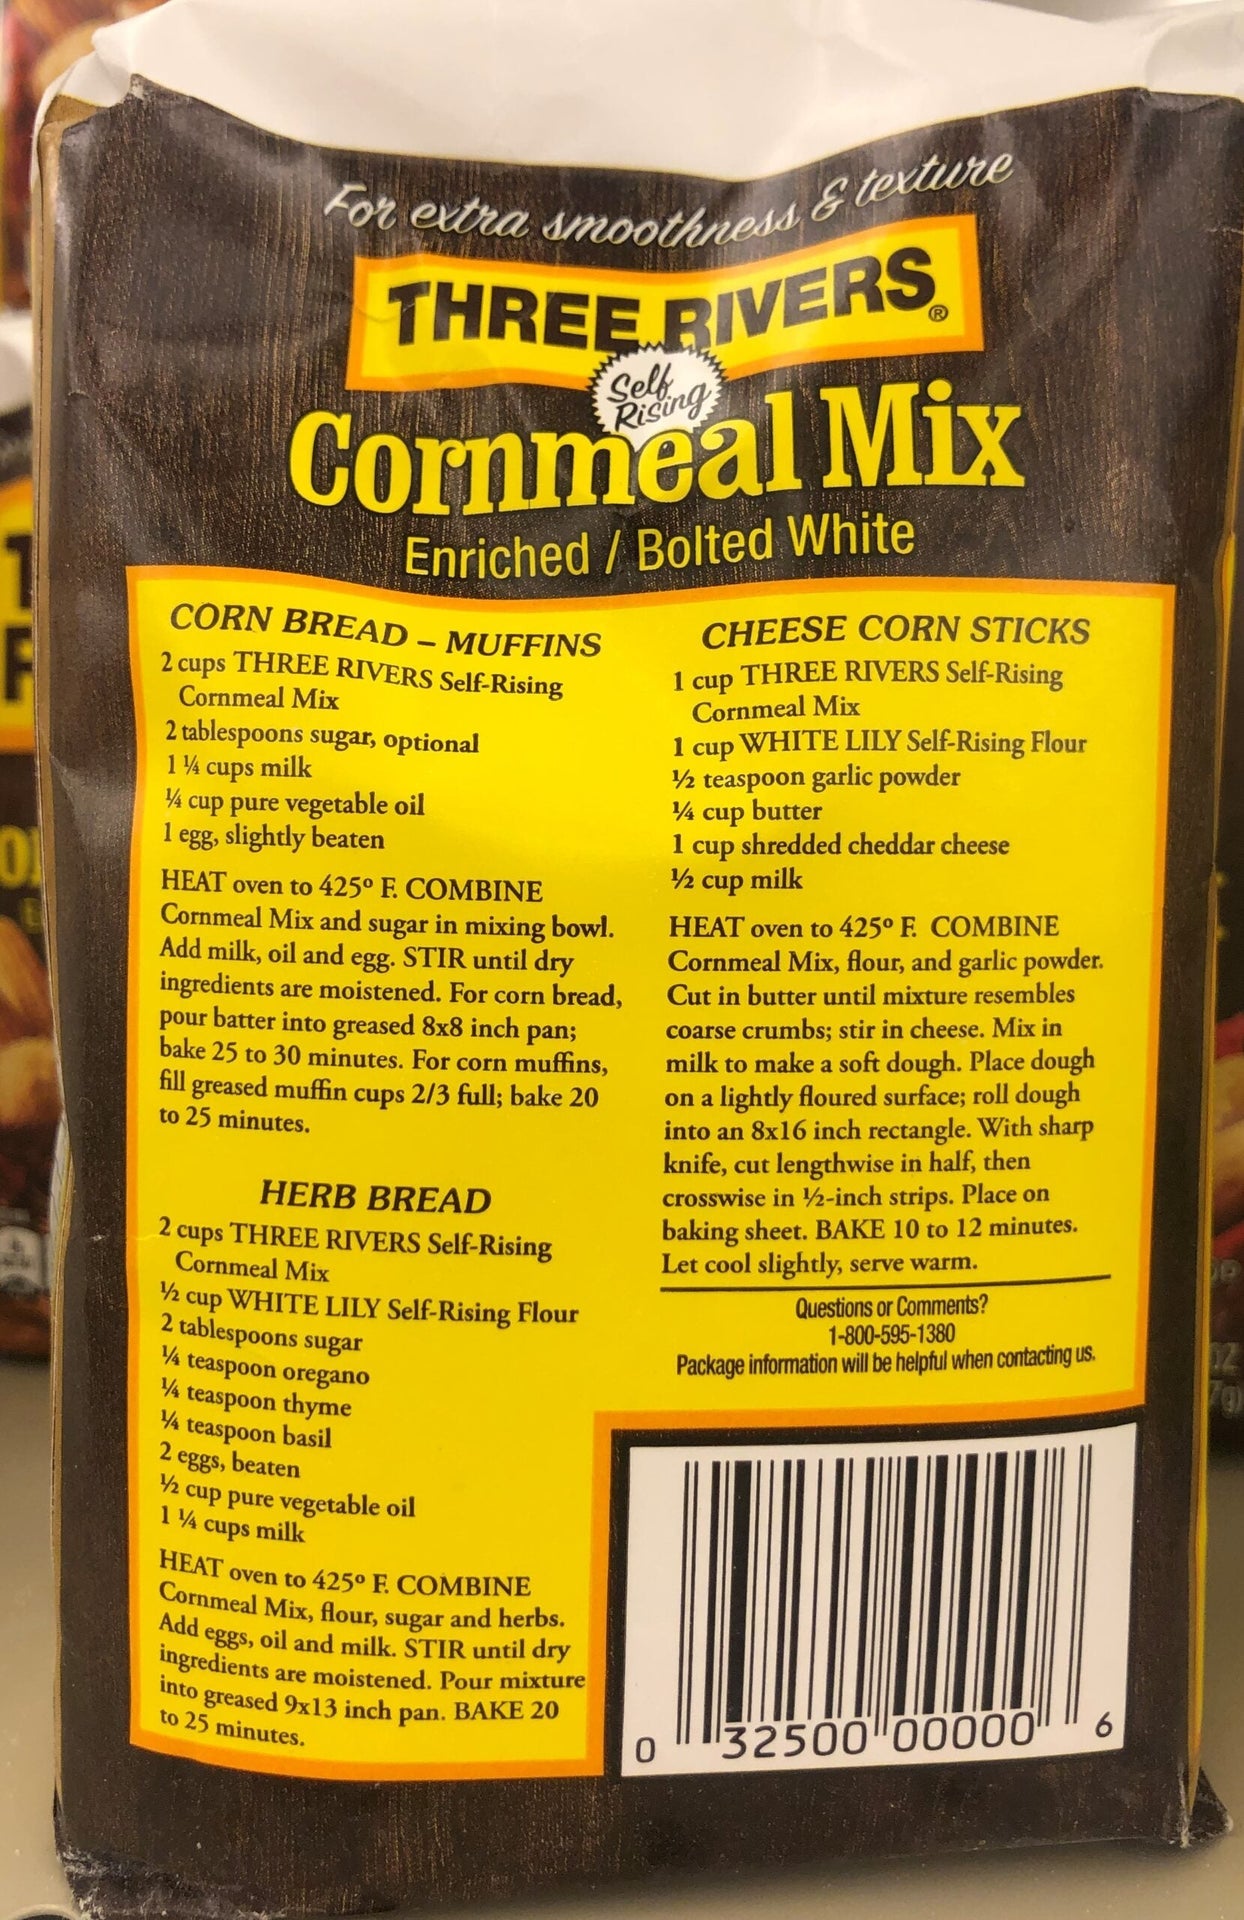 For extra smoothness & texture
THREE RIVERS®
Self
Rising
Cornmeal Mix
Enriched / Bolted White
CORN BREAD – MUFFINS
2 cups THREE RIVERS Self-Rising
Cornmeal Mix
2 tablespoons sugar, optional
1 ¼ cups milk
¼ cup pure vegetable oil
1 egg, slightly beaten
HEAT oven to 425º F. COMBINE
Cornmeal Mix and sugar in mixing bowl.
Add milk, oil and egg. STIR until dry
ingredients are moistened. For corn bread,
pour batter into greased 8x8 inch pan;
bake 25 to 30 minutes. For corn muffins,
fill greased muffin cups 2/3 full; bake 20
to 25 minutes.
HERB BREAD
2 cups THREE RIVERS Self-Rising
Cornmeal Mix
½ cup WHITE LILY Self-Rising Flour
2 tablespoons sugar
¼ teaspoon oregano
¼ teaspoon thyme
¼ teaspoon basil
2 eggs, beaten
½ cup pure vegetable oil
1 ¼ cups milk
HEAT oven to 425º F. COMBINE
Cornmeal Mix, flour, sugar and herbs.
Add eggs, oil and milk. STIR until dry
ingredients are moistened. Pour mixture
into greased 9x13 inch pan. BAKE 20
to 25 minutes.
CHEESE CORN STICKS
1 cup THREE RIVERS Self-Rising
Cornmeal Mix
1 cup WHITE LILY Self-Rising Flour
½ teaspoon garlic powder
¼ cup butter
1 cup shredded cheddar cheese
½ cup milk
HEAT oven to 425º F. COMBINE
Cornmeal Mix, flour, and garlic powder.
Cut in butter until mixture resembles
coarse crumbs; stir in cheese. Mix in
milk to make a soft dough. Place dough
on a lightly floured surface; roll dough
into an 8x16 inch rectangle. With sharp
knife, cut lengthwise in half, then
crosswise in ½-inch strips. Place on
baking sheet. BAKE 10 to 12 minutes.
Let cool slightly, serve warm.
Questions or Comments?
1-800-595-1380
Package information will be helpful when contacting us.
0 32500 00000 6